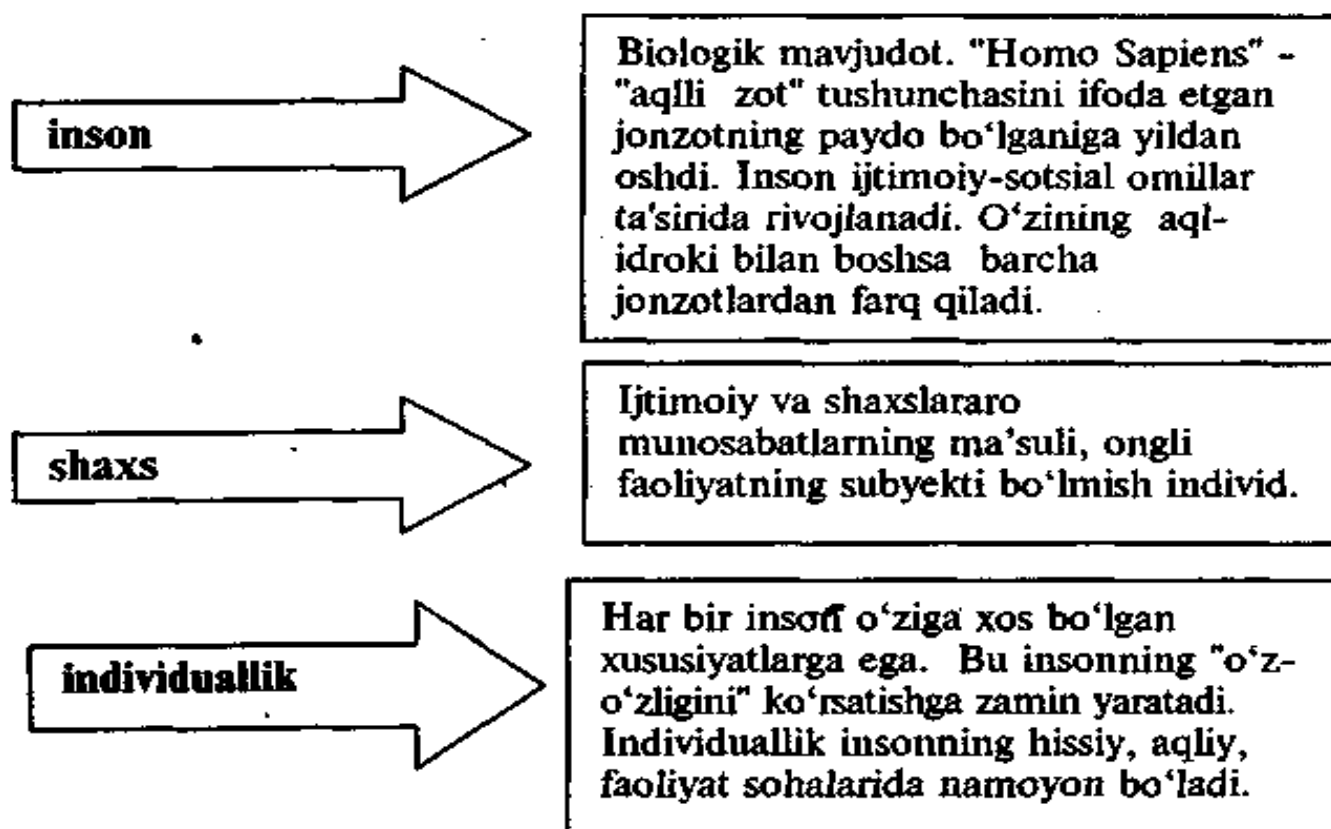 inson
Biologik mavjudot. "Homo Sapiens" -
"aqlli zot" tushunchasini ifoda etgan
jonzotning paydo bo‘lganiga yildan
oshdi. Inson ijtimoiy-sotsial omillar
ta'sirida rivojlanadi. O‘zining aql-
idroki bilan boshsa barcha
jonzotlardan farq qiladi.
shaxs
Ijtimoiy va shaxslararo
munosabatlarning ma’suli, ongli
faoliyatning subyekti bo‘lmish individ.
individuallik
Har bir inson o‘ziga xos bo‘lgan
xususiyatlarga ega. Bu insonning "o‘z-
o‘zligini" ko‘rsatishga zamin yaratadi.
Individuallik insonning hissiy, aqliy,
faoliyat sohalarida namoyon bo‘ladi.